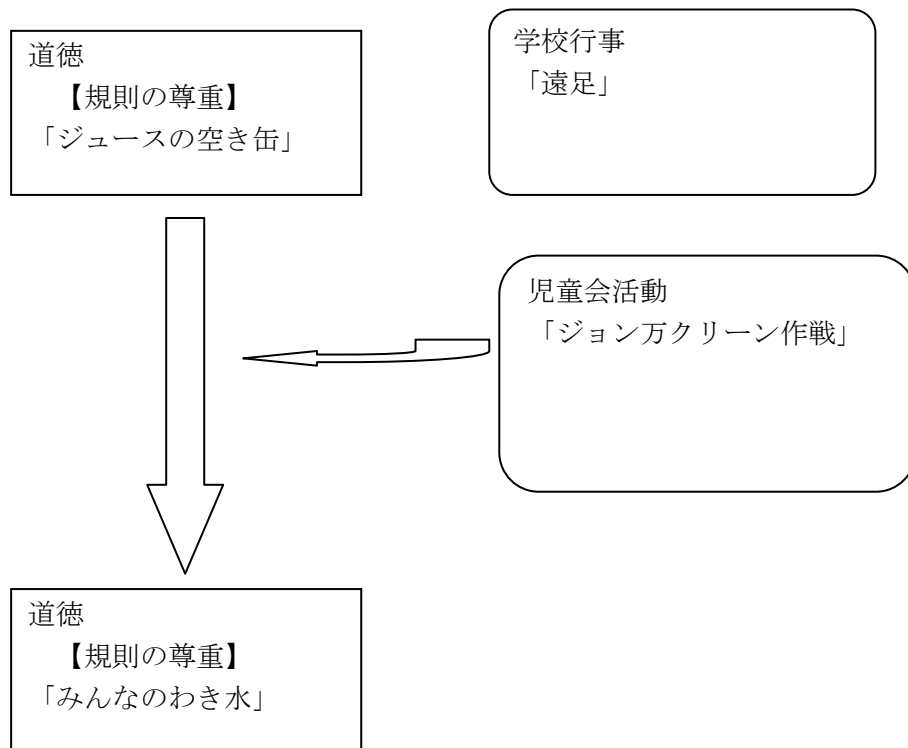 道徳
【規則の尊重】
「ジュースの空き缶」
学校行事
「遠足」
児童会活動
「ジョン万クリーン作戦」
道徳
【規則の尊重】
「みんなのわき水」